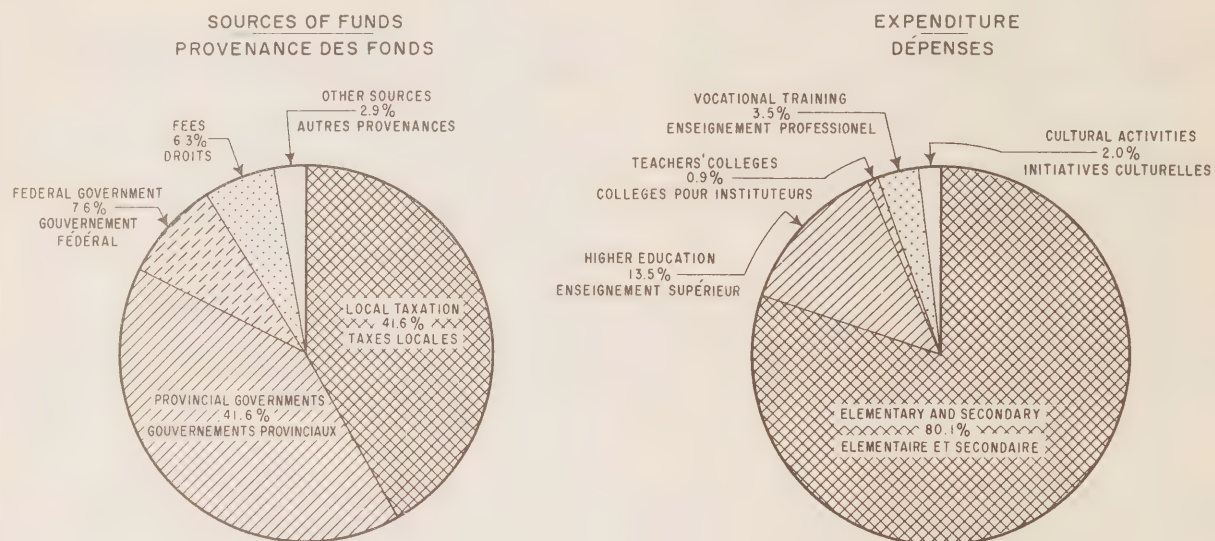 SOURCES OF FUNDS
PROVENANCE DES FONDS
OTHER SOURCES
2.9%
AUTRES PROVENANCES
FEES
6.3%
DROITS
FEDERAL GOVERNMENT
7.6%
GOUVERNEMENT
FÉDÉRAL
LOCAL TAXATION
41.6%
TAXES LOCALES
PROVINCIAL GOVERNMENTS
41.6%
GOUVERNEMENTS PROVINCIAUX
EXPENDITURE
DÉPENSES
VOCATIONAL TRAINING
3.5%
ENSEIGNEMENT PROFESSIONEL
CULTURAL ACTIVITIES
2.0%
INITIATIVES CULTURELLES
TEACHERS' COLLEGES
0.9%
COLLEGES POUR INSTITUTEURS
HIGHER EDUCATION
13.5%
ENSEIGNEMENT SUPÉRIEUR
ELEMENTARY AND SECONDARY
80.1%
ELEMENTAIRE ET SECONDAIRE